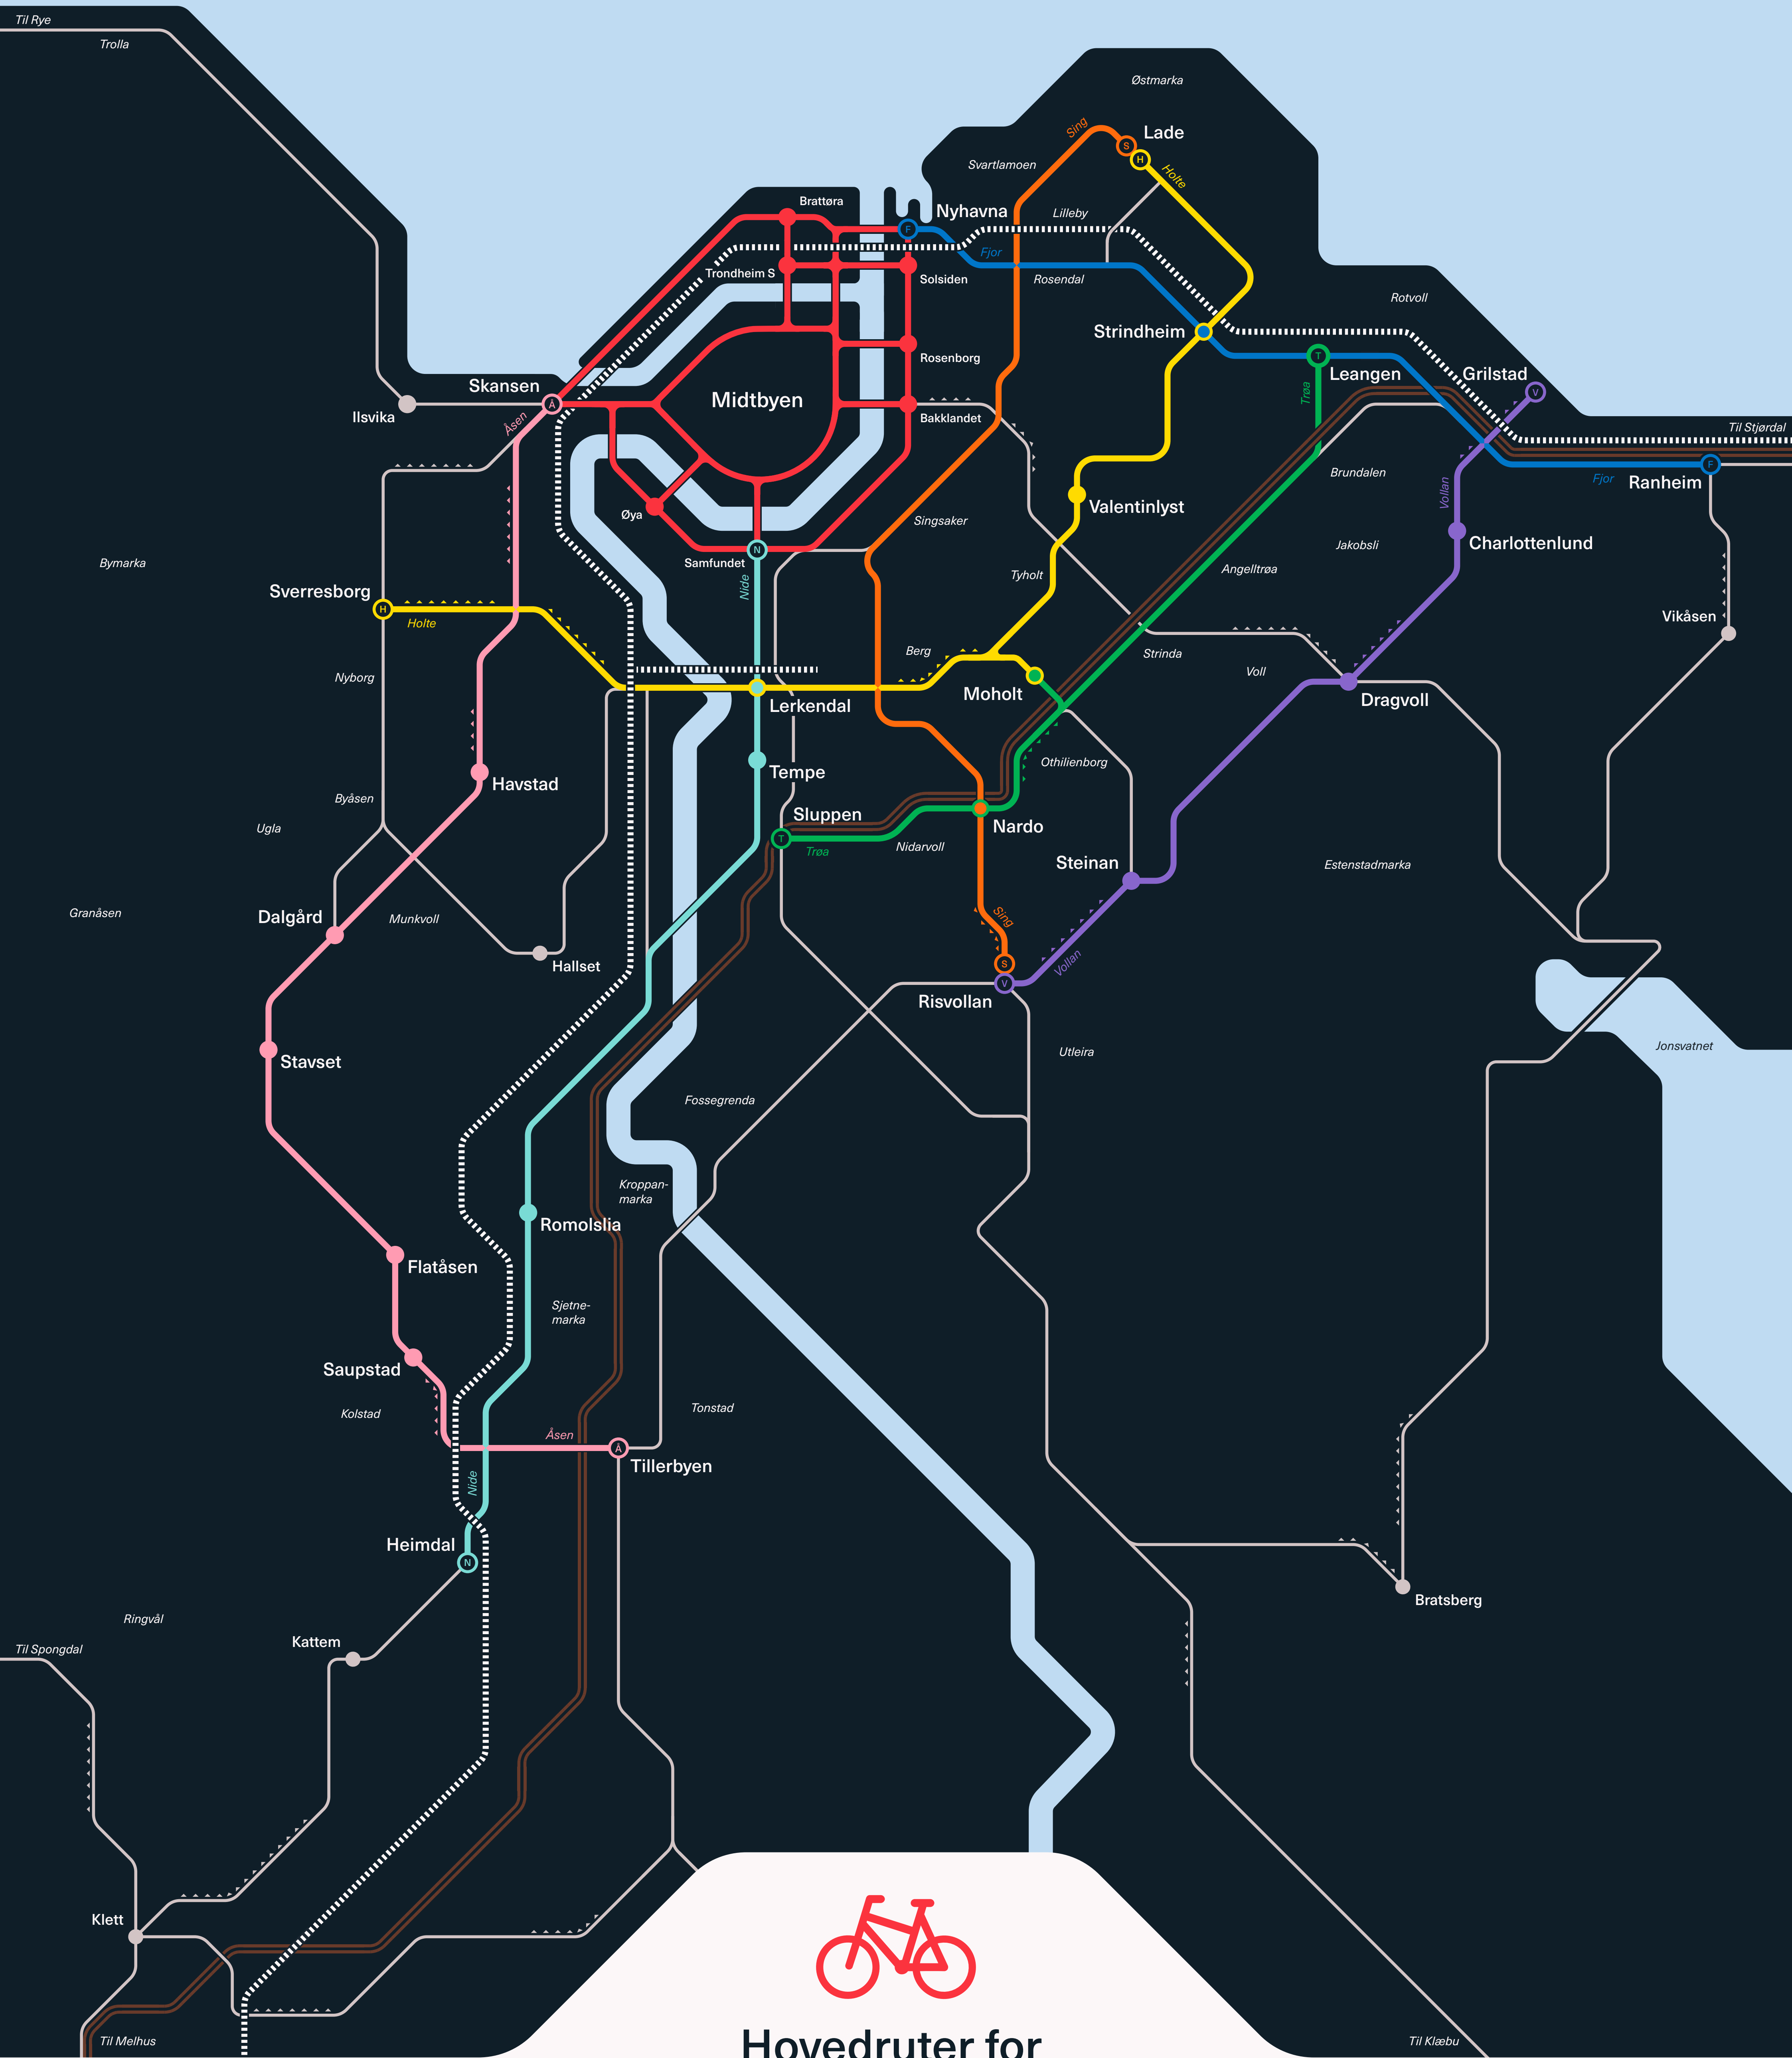 Til Rye
Trolla
Østmarka
Sing
S
Lade
H
Holte
Svartlamoen
Brattøra
F
Nyhavna
Lilleby
Fjor
Trondheim S
Solsiden
Rosendal
Rotvoll
Strindheim
Rosenborg
T
Leangen
Grilstad
V
Trøa
Skansen
Å
Åsen
Ilsvika
Midtbyen
Bakklandet
Til Stjørdal
Brundalen
F
Fjor
Ranheim
Vollan
Valentinlyst
Øya
Singsaker
Charlottenlund
Jakobsli
Samfundet
N
Nide
Bymarka
Tyholt
Angelltrøa
Sverresborg
H
Holte
Vikåsen
Berg
Strinda
Voll
Nyborg
Moholt
Lerkendal
Dragvoll
Othilienborg
Tempe
Havstad
Byåsen
Ugla
Sluppen
T
Trøa
Nidarvoll
Nardo
Steinan
Estenstadmarka
Granåsen
Dalgård
Munkvoll
Sing
S
Vollan
Hallset
V
Risvollan
Utleira
Jonsvatnet
Stavset
Fossegrenda
Kroppan-
marka
Romolslia
Flatåsen
Sjetne-
marka
Saupstad
Kolstad
Tonstad
Åsen
Å
Tillerbyen
Nide
Heimdal
N
Bratsberg
Ringvål
Kattem
Til Spongdal
Klett
Til Melhus
Hovedruter for
Til Klæbu